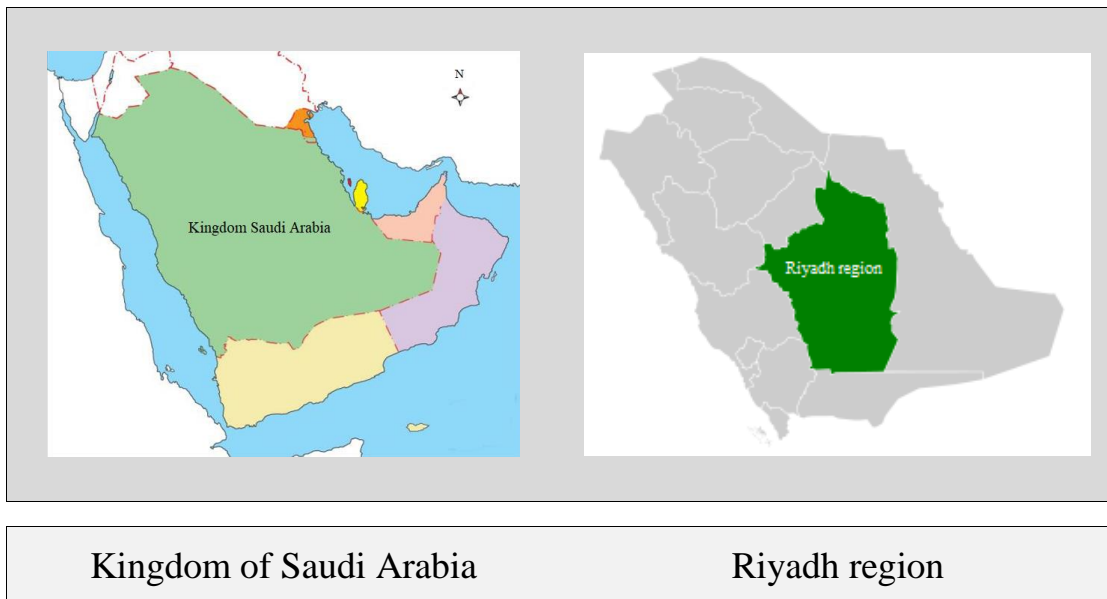 N
Kingdom Saudi Arabia
Riyadh region
Kingdom of Saudi Arabia
Riyadh region